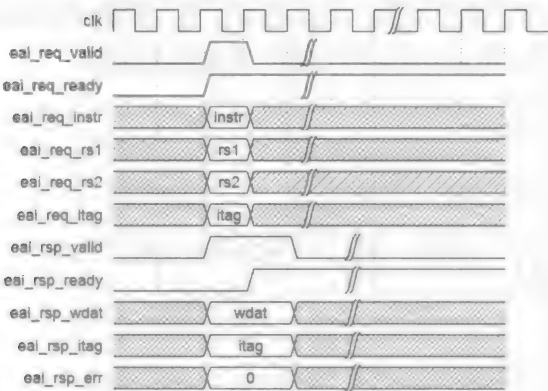 clk
eai_req_valid
eai_req_ready
eai_req_instr instr
eai_req_rs1 rs1
eai_req_rs2 rs2
eai_req_itag itag
eai_rsp_valid
eai_rsp_ready
eai_rsp_wdat wdat
eai_rsp_itag itag
eai_rsp_err 0